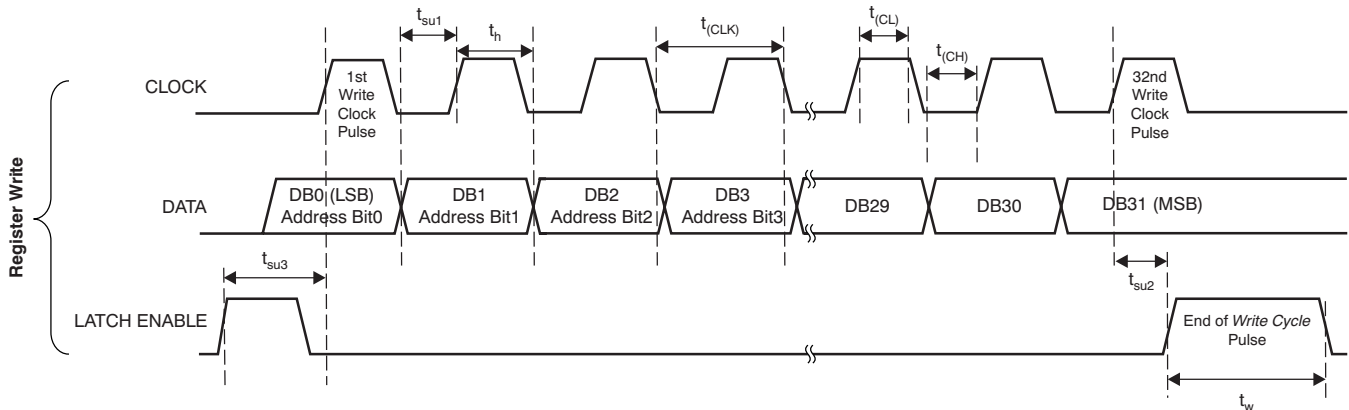 t(CL)
tsu1
th
t(CLK)
t(CH)
CLOCK
1st
Write
Clock
Pulse
32nd
Write
Clock
Pulse
Register Write
DATA
DB0 (LSB)
Address Bit0
DB1
Address Bit1
DB2
Address Bit2
DB3
Address Bit3
DB29
DB30
DB31 (MSB)
tsu3
tsu2
LATCH ENABLE
End of Write Cycle
Pulse
tw